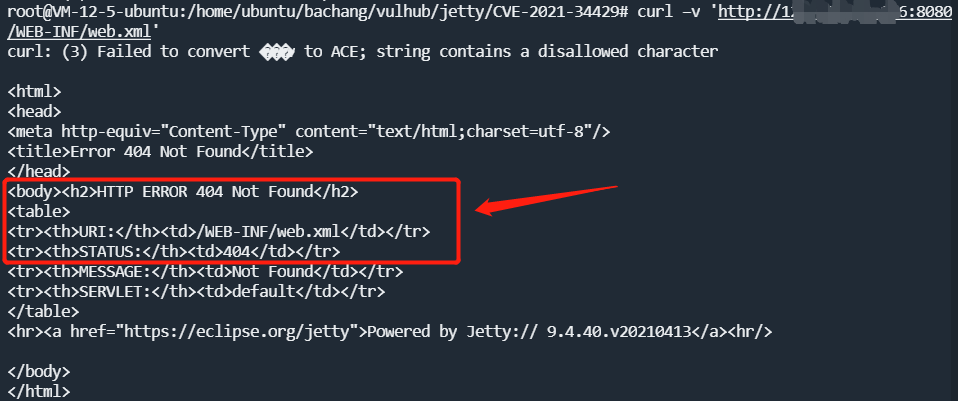 root@VM-12-5-ubuntu:/home/ubuntu/bachang/vulhub/jetty/CVE-2021-34429# curl –v 'http://12 6:8080
/WEB-INF/web.xml'
curl: (3) Failed to convert ���v to ACE; string contains a disallowed character
<html>
<head>
<meta http-equiv="Content-Type" content="text/html;charset=utf-8"/>
<title>Error 404 Not Found</title>
</head>
<body><h2>HTTP ERROR 404 Not Found</h2>
<table>
<tr><th>URI:</th><td>/WEB-INF/web.xml</td></tr>
<tr><th>STATUS:</th><td>404</td></tr>
<tr><th>MESSAGE:</th><td>Not Found</td></tr>
<tr><th>SERVLET:</th><td>default</td></tr>
</table>
<hr><a href="https://eclipse.org/jetty">Powered by Jetty:// 9.4.40.v20210413</a><hr/>
</body>
</html>